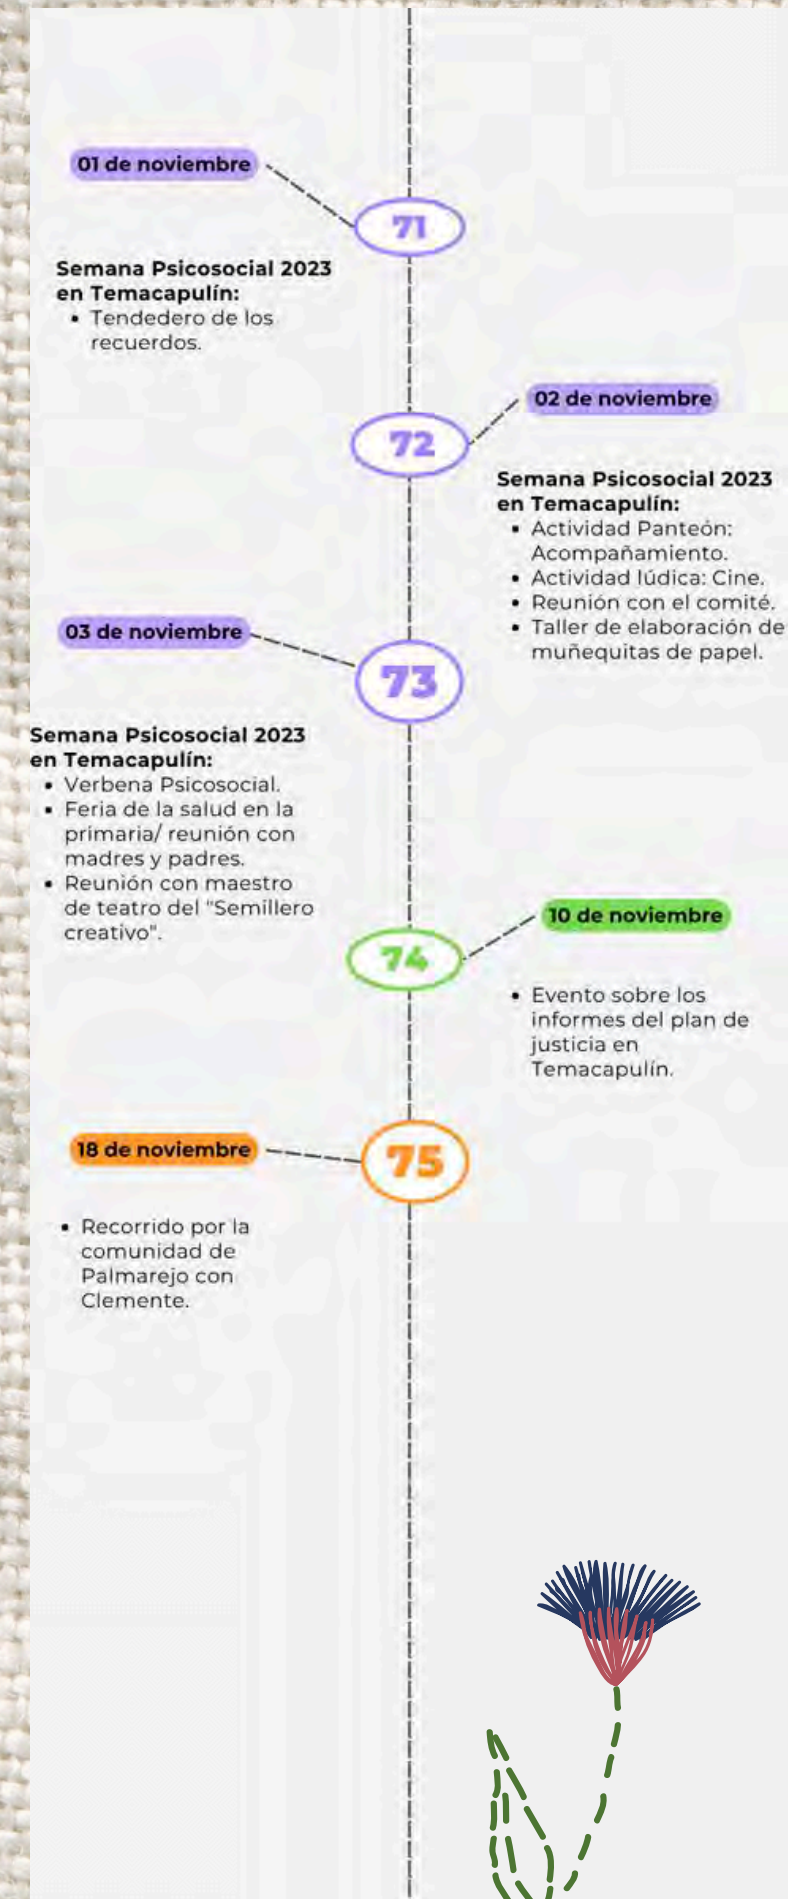 01 de noviembre
71
Semana Psicosocial 2023
en Temacapulín:
• Tendedero de los
recuerdos.
02 de noviembre
72
Semana Psicosocial 2023
en Temacapulín:
• Actividad Panteón:
Acompañamiento.
• Actividad lúdica: Cine.
• Reunión con el comité.
• Taller de elaboración de
muñequitas de papel.
03 de noviembre
73
Semana Psicosocial 2023
en Temacapulín:
• Verbena Psicosocial.
• Feria de la salud en la
primaria/ reunión con
madres y padres.
• Reunión con maestro
de teatro del "Semillero
creativo".
10 de noviembre
74
• Evento sobre los
informes del plan de
justicia en
Temacapulín.
18 de noviembre
75
• Recorrido por la
comunidad de
Palmarejo con
Clemente.